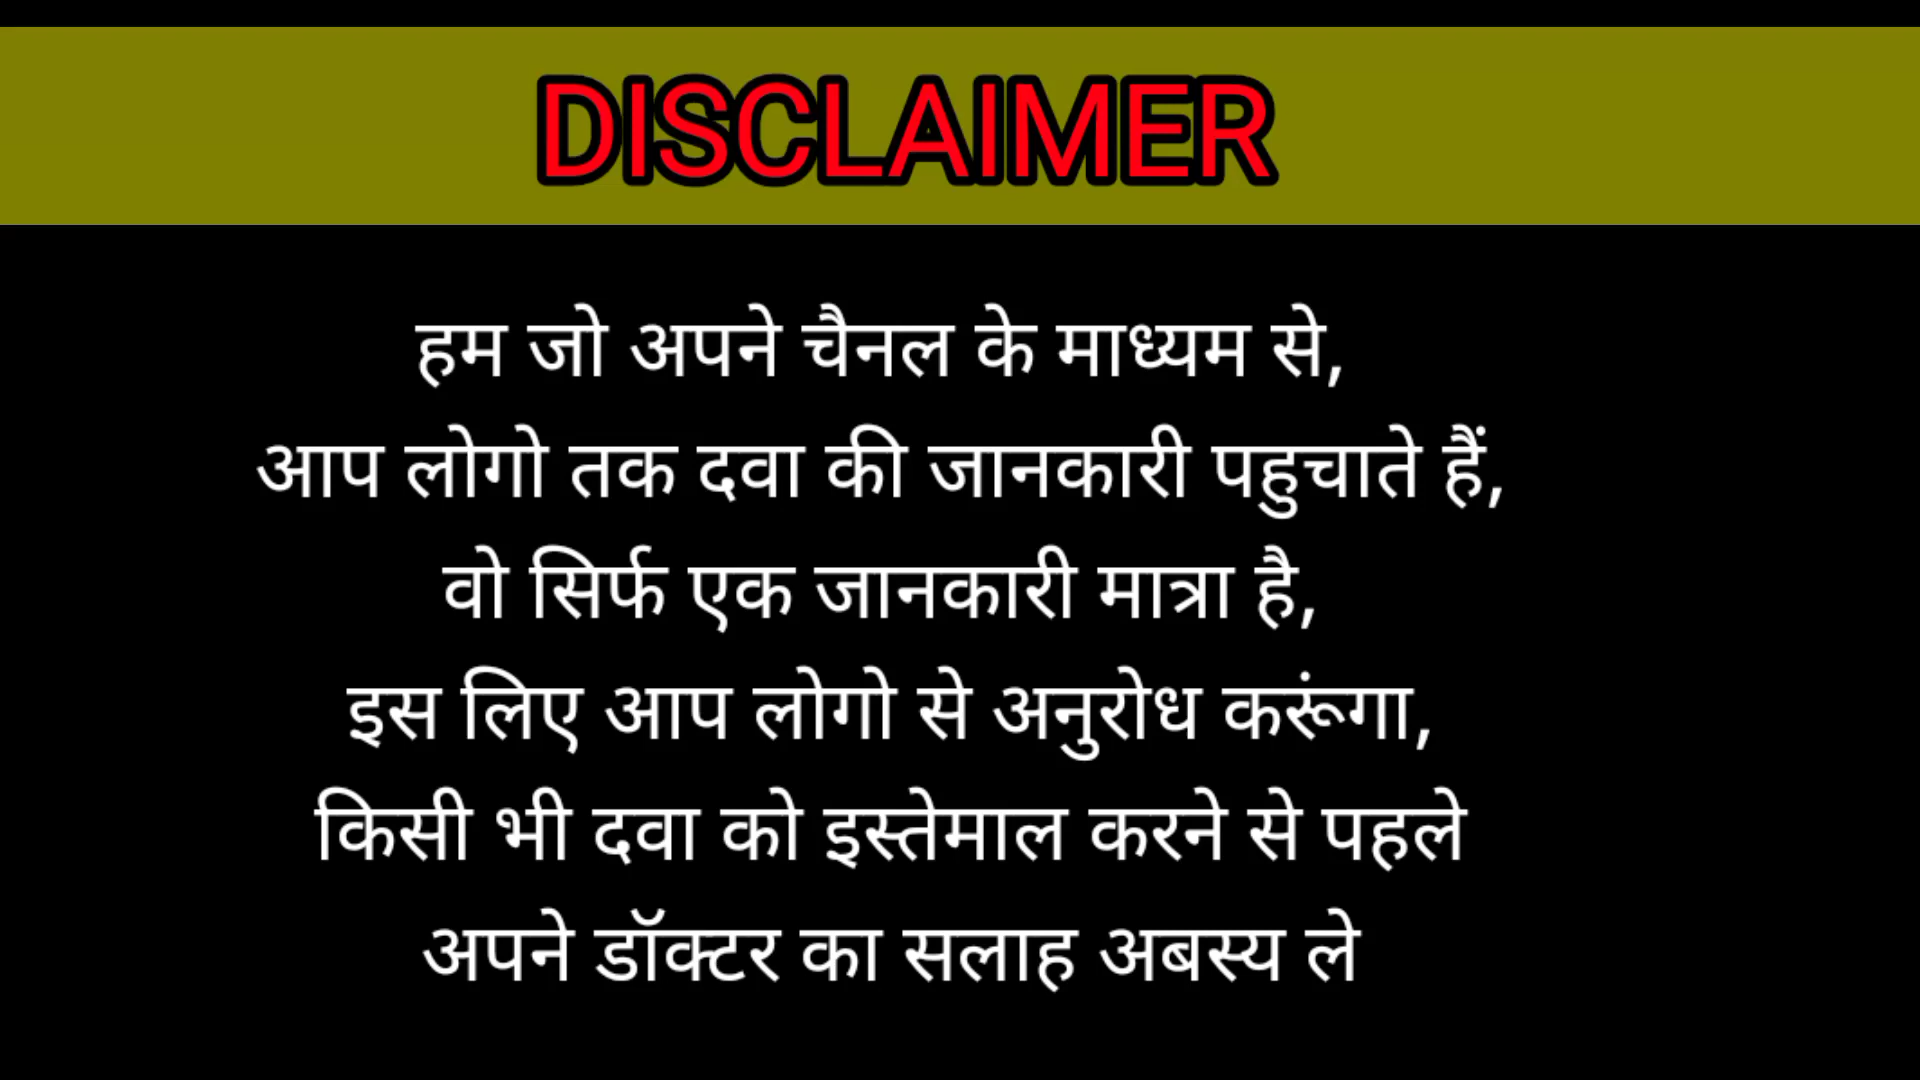 DISCLAIMER
हम जो अपने चैनल के माध्यम से,
आप लोगो तक दवा की जानकारी पहुचाते हैं,
वो सिर्फ एक जानकारी मात्रा है,
इस लिए आप लोगो से अनुरोध करूंगा,
किसी भी दवा को इस्तेमाल करने से पहले
अपने डॉक्टर का सलाह अबस्य ले